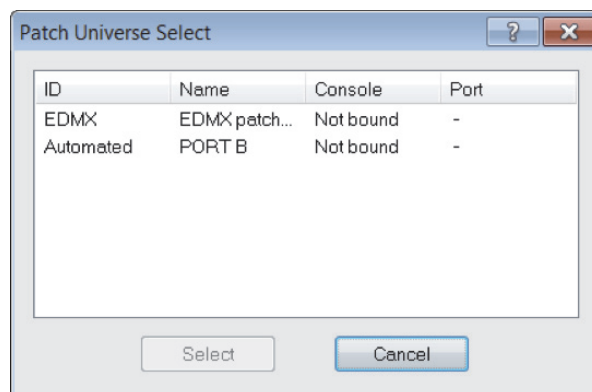 Patch Universe Select
ID Name Console Port
EDMX EDMX patch... Not bound -
Automated PORT B Not bound -
Select Cancel